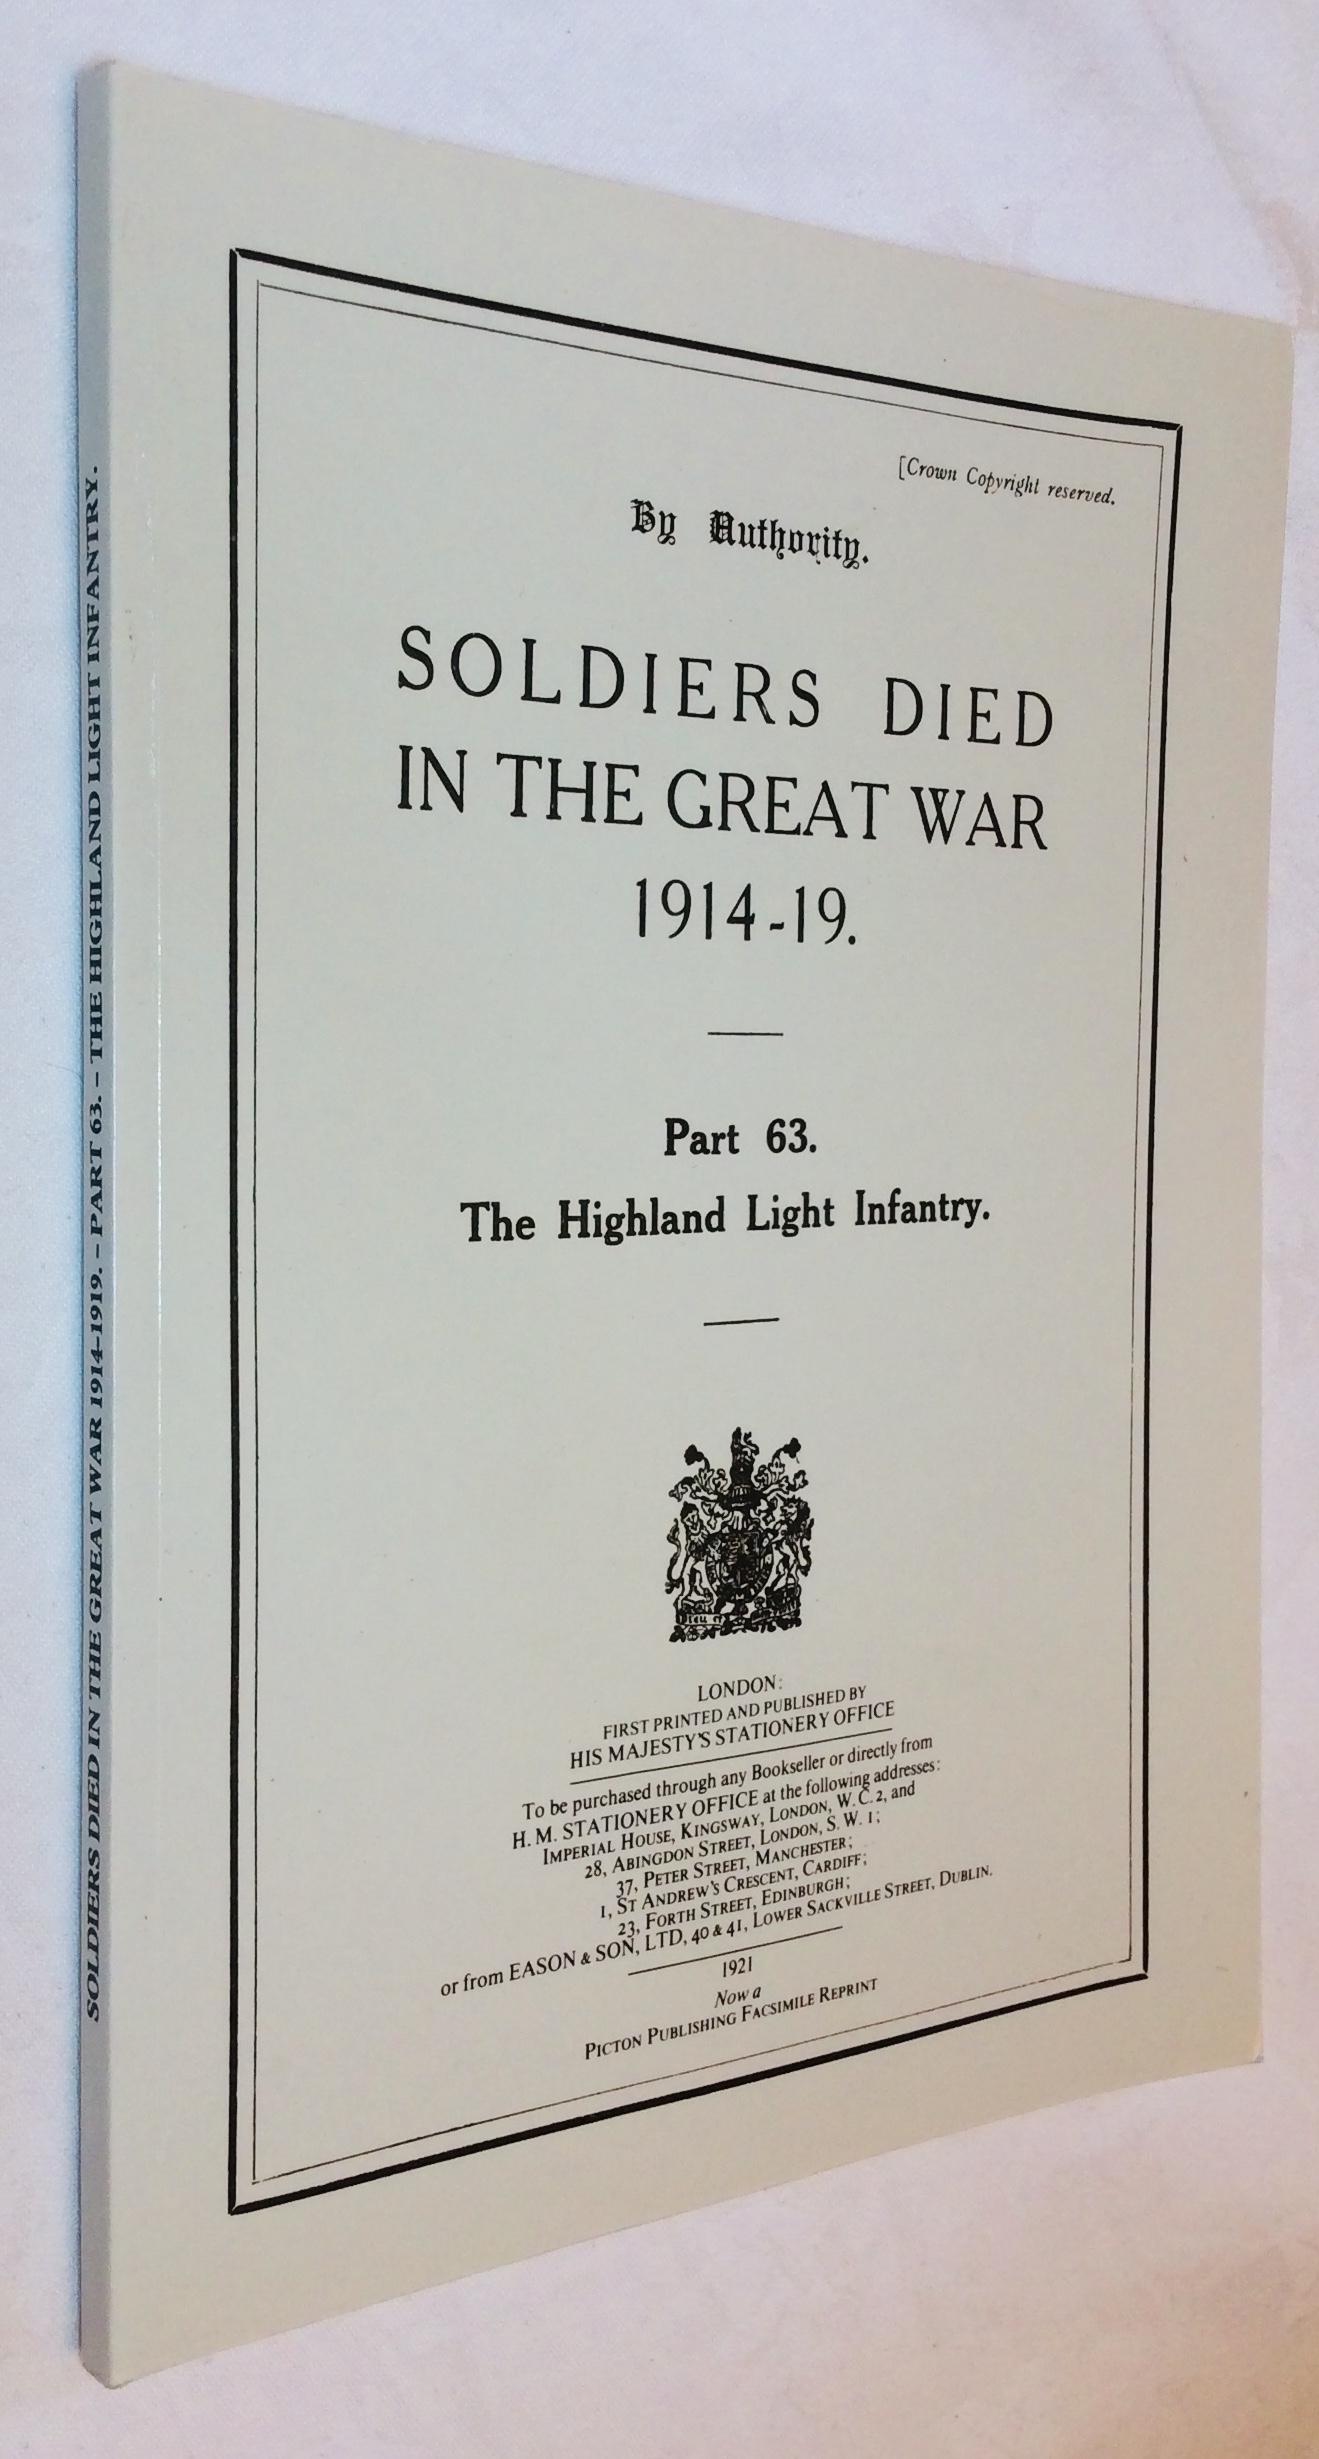 SOLDIERS DIED IN THE GREAT WAR 1914-1919. - PART 63. - THE HIGHLAND LIGHT INFANTRY.
[Crown Copyright reserved.
By Authority.
SOLDIERS DIED
IN THE GREAT WAR
1914-19.
Part 63.
The Highland Light Infantry.
LONDON:
FIRST PRINTED AND PUBLISHED BY
HIS MAJESTY'S STATIONERY OFFICE
To be purchased through any Bookseller or directly from
H. M. STATIONERY OFFICE at the following addresses:
IMPERIAL HOUSE, KINGSWAY, LONDON, W. C. 2, and
28, ABINGDON STREET, LONDON, S. W. 1;
37, PETER STREET, MANCHESTER;
1, ST ANDREW'S CRESCENT, CARDIFF;
23, FORTH STREET, EDINBURGH;
or from EASON & SON, LTD, 40 & 41, LOWER SACKVILLE STREET, DUBLIN.
1921
Now a
PICTON PUBLISHING FACSIMILE REPRINT